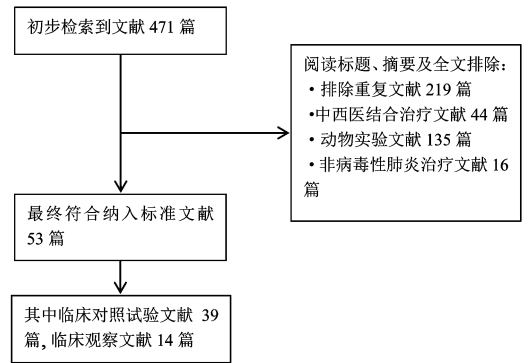 初步检索到文献 471 篇
阅读标题、摘要及全文排除：
·排除重复文献 219 篇
·中西医结合治疗文献 44 篇
·动物实验文献 135 篇
·非病毒性肺炎治疗文献 16
篇
最终符合纳入标准文献
53 篇
其中临床对照试验文献 39
篇, 临床观察文献 14 篇